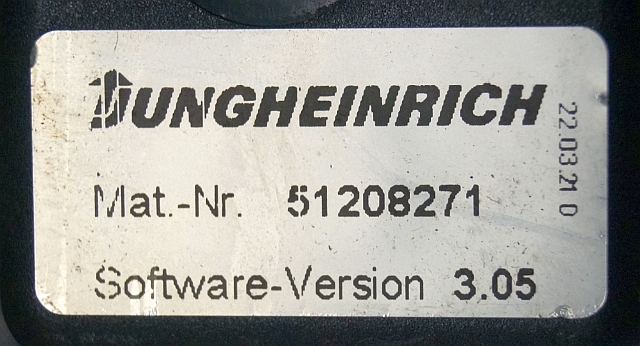 JUNGHEINRICH
Mat.-Nr. 51208271
Software-Version 3.05
22.03.21 0